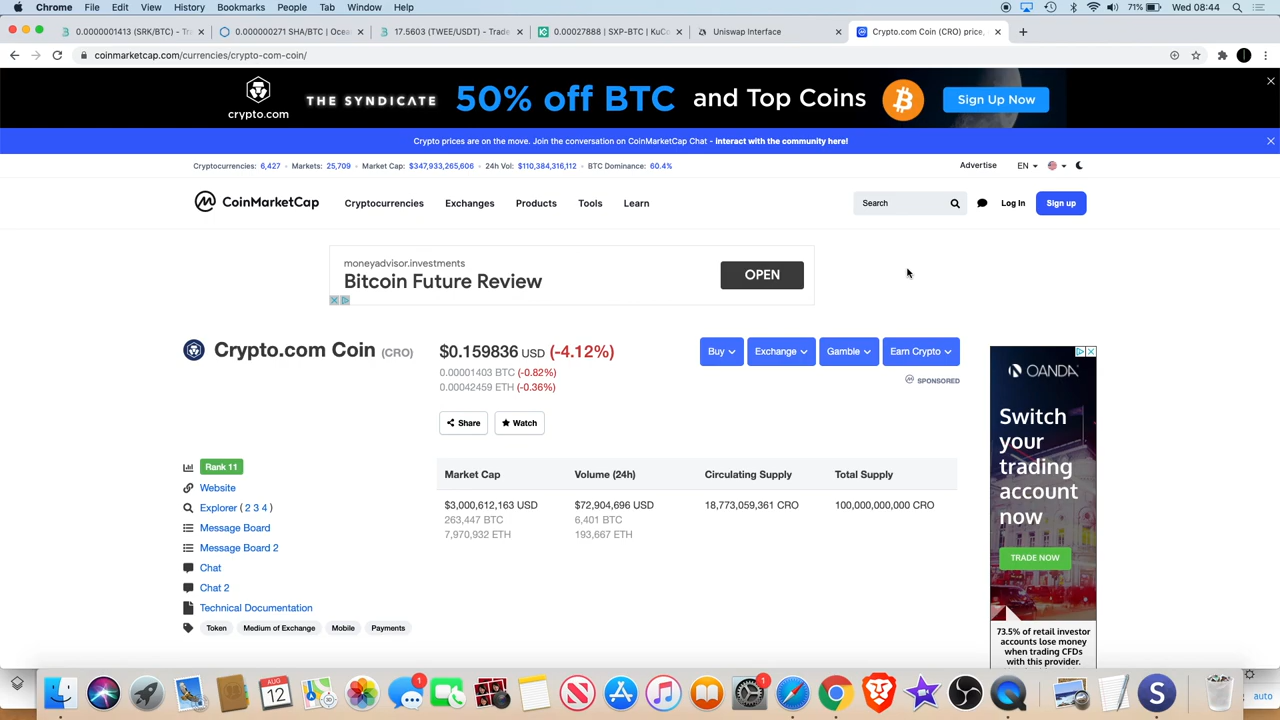 Chrome File Edit View History Bookmarks People Tab Window Help 71% Wed 08:44
0.0000001413 (SRK/BTC) - Tr 0.000000271 SHA/BTC | Ocea 17.5603 (TWEE/USDT) - Trade 0.00027888 | SXP-BTC | KuCo Uniswap Interface Crypto.com Coin (CRO) price,
coinmarketcap.com/currencies/crypto-com-coin/
crypto.com THE SYNDICATE 50% off BTC and Top Coins Sign Up Now
Crypto prices are on the move. Join the conversation on CoinMarketCap Chat - interact with the community here!
Cryptocurrencies: 6,427 • Markets: 25,709 • Market Cap: $347,933,265,606 • 24h Vol: $110,384,316,112 • BTC Dominance: 60.4% Advertise EN
CoinMarketCap Cryptocurrencies Exchanges Products Tools Learn Search Log In Sign up
moneyadvisor.investments
Bitcoin Future Review OPEN
Crypto.com Coin (CRO) $0.159836 USD (-4.12%) Buy Exchange Gamble Earn Crypto
0.00001403 BTC (-0.82%)
0.00042459 ETH (-0.36%)
SPONSORED
Share Watch
Rank 11
Website
Explorer ( 2 3 4 )
Message Board
Message Board 2
Chat
Chat 2
Technical Documentation
Token Medium of Exchange Mobile Payments
Market Cap Volume (24h) Circulating Supply Total Supply
$3,000,612,163 USD $72,904,696 USD 18,773,059,361 CRO 100,000,000,000 CRO
263,447 BTC 6,401 BTC
7,970,932 ETH 193,667 ETH
OANDA
Switch
your
trading
account
now
TRADE NOW
73.5% of retail investor
accounts lose money
when trading CFDs
with this provider.
AUG
12
1
1
S
auto